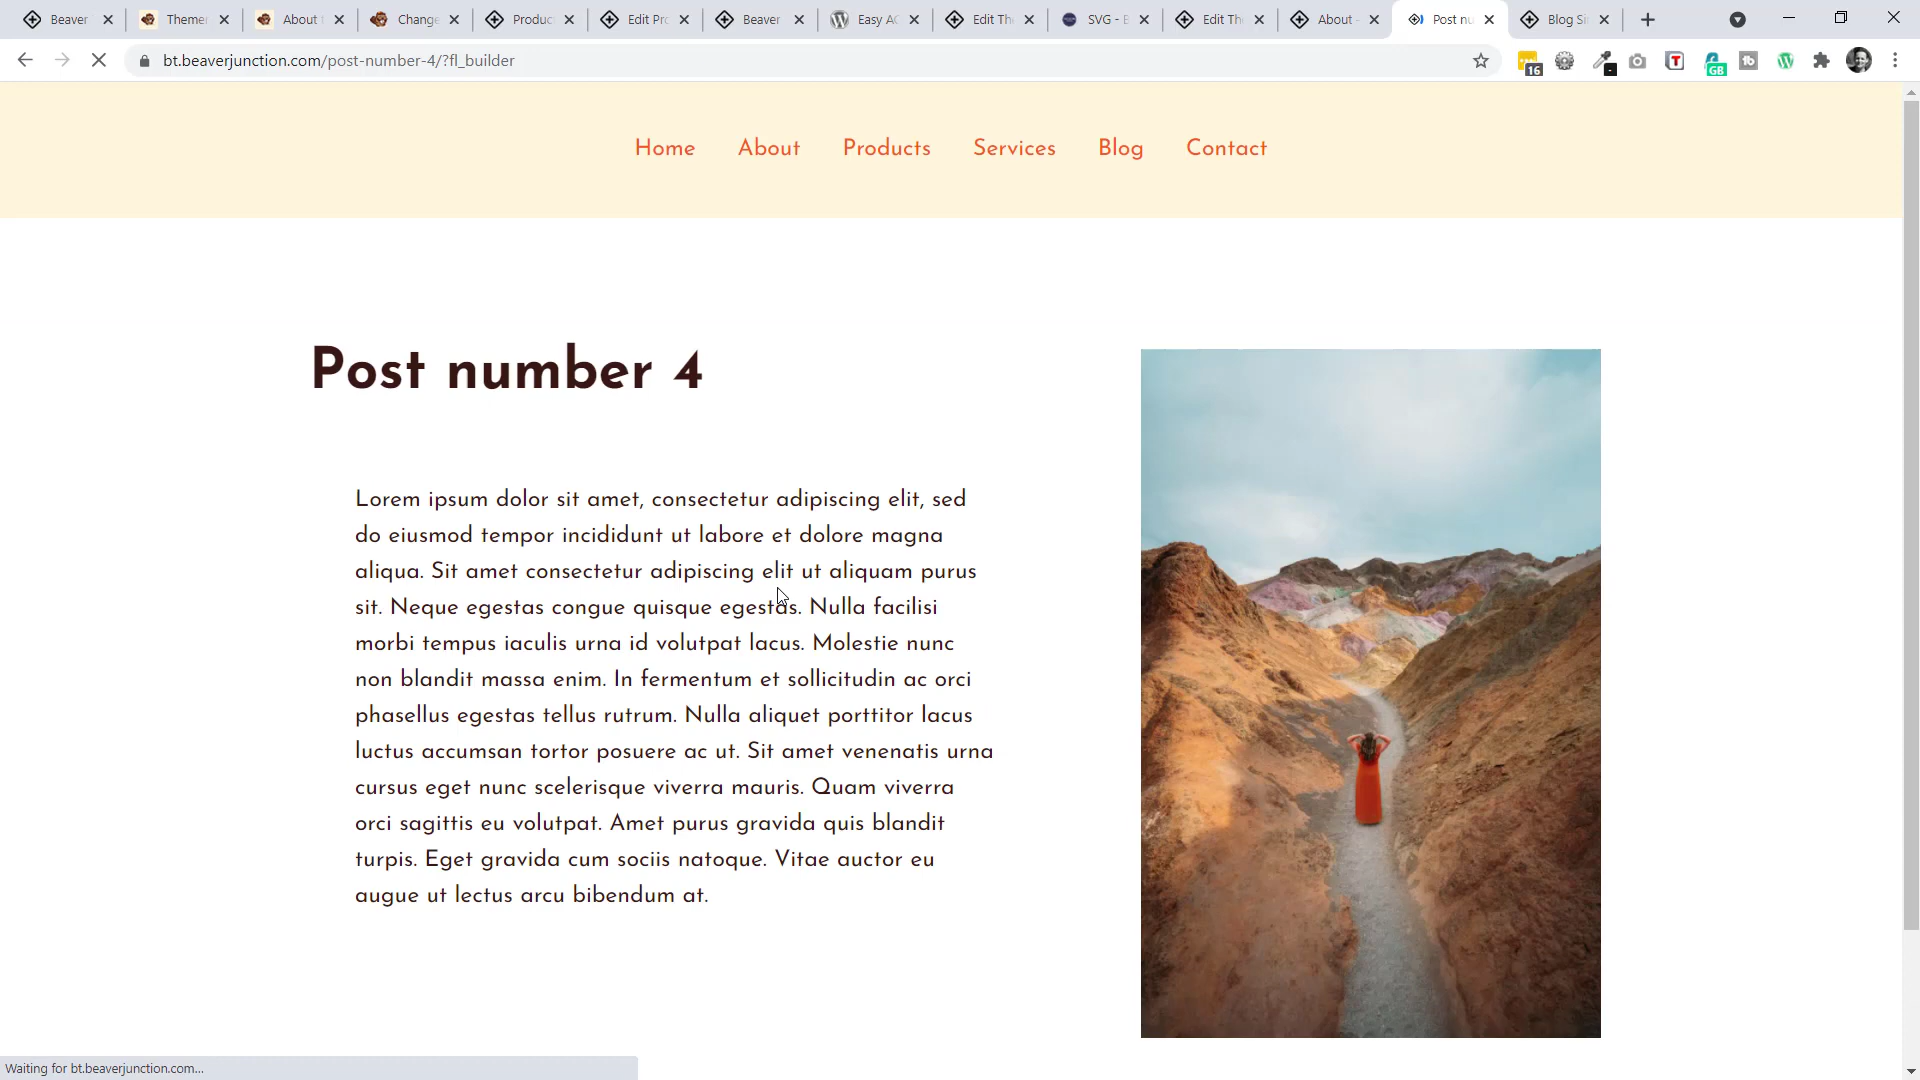 Beaver
Theme
About
Change
Produc
Edit Pro
Beaver
Easy AC
Edit Th
SVG - E
Edit Th
About -
Post nu
Blog Si
bt.beaverjunction.com/post-number-4/?fl_builder
16
T
GB
Home About Products Services Blog Contact
Post number 4
Lorem ipsum dolor sit amet, consectetur adipiscing elit, sed
do eiusmod tempor incididunt ut labore et dolore magna
aliqua. Sit amet consectetur adipiscing elit ut aliquam purus
sit. Neque egestas congue quisque egestas. Nulla facilisi
morbi tempus iaculis urna id volutpat lacus. Molestie nunc
non blandit massa enim. In fermentum et sollicitudin ac orci
phasellus egestas tellus rutrum. Nulla aliquet porttitor lacus
luctus accumsan tortor posuere ac ut. Sit amet venenatis urna
cursus eget nunc scelerisque viverra mauris. Quam viverra
orci sagittis eu volutpat. Amet purus gravida quis blandit
turpis. Eget gravida cum sociis natoque. Vitae auctor eu
augue ut lectus arcu bibendum at.
Waiting for bt.beaverjunction.com...